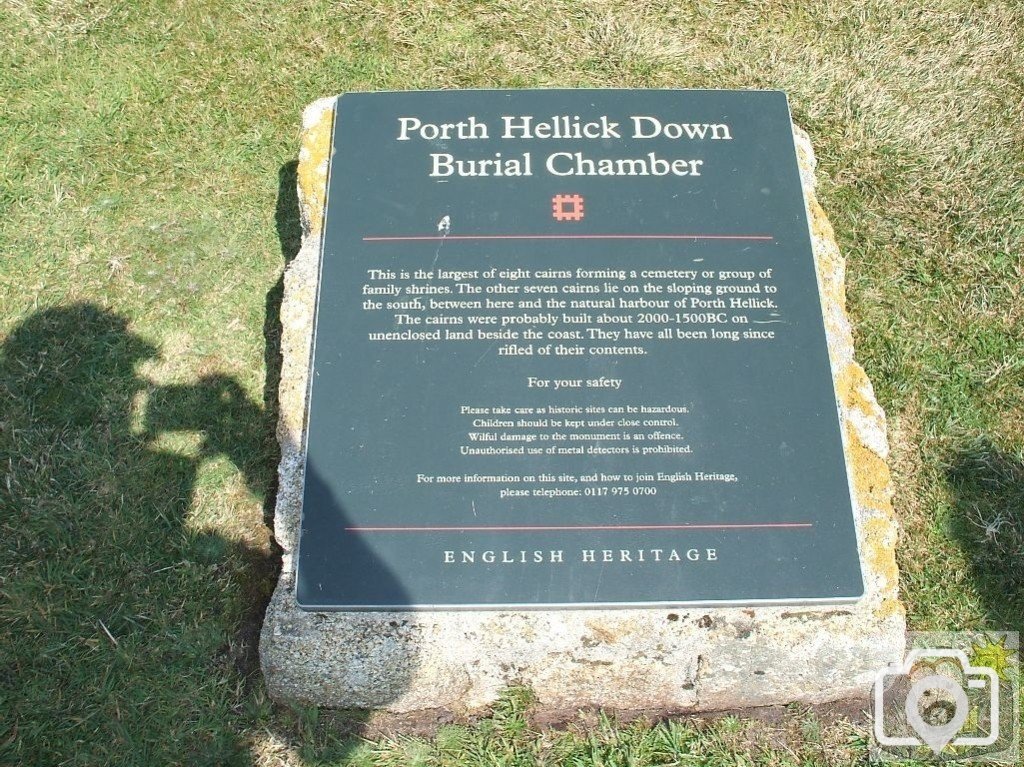 Porth Hellick Down
Burial Chamber
This is the largest of eight cairns forming a cemetery or group of
family shrines. The other seven cairns lie on the sloping ground to
the south, between here and the natural harbour of Porth Hellick.
The cairns were probably built about 2000-1500BC on
unenclosed land beside the coast. They have all been long since
rifled of their contents.
For your safety
Please take care as historic sites can be hazardous.
Children should be kept under close control.
Wilful damage to the monument is an offence.
Unauthorised use of metal detectors is prohibited.
For more information on this site, and how to join English Heritage,
please telephone: 0117 975 0700
ENGLISH HERITAGE